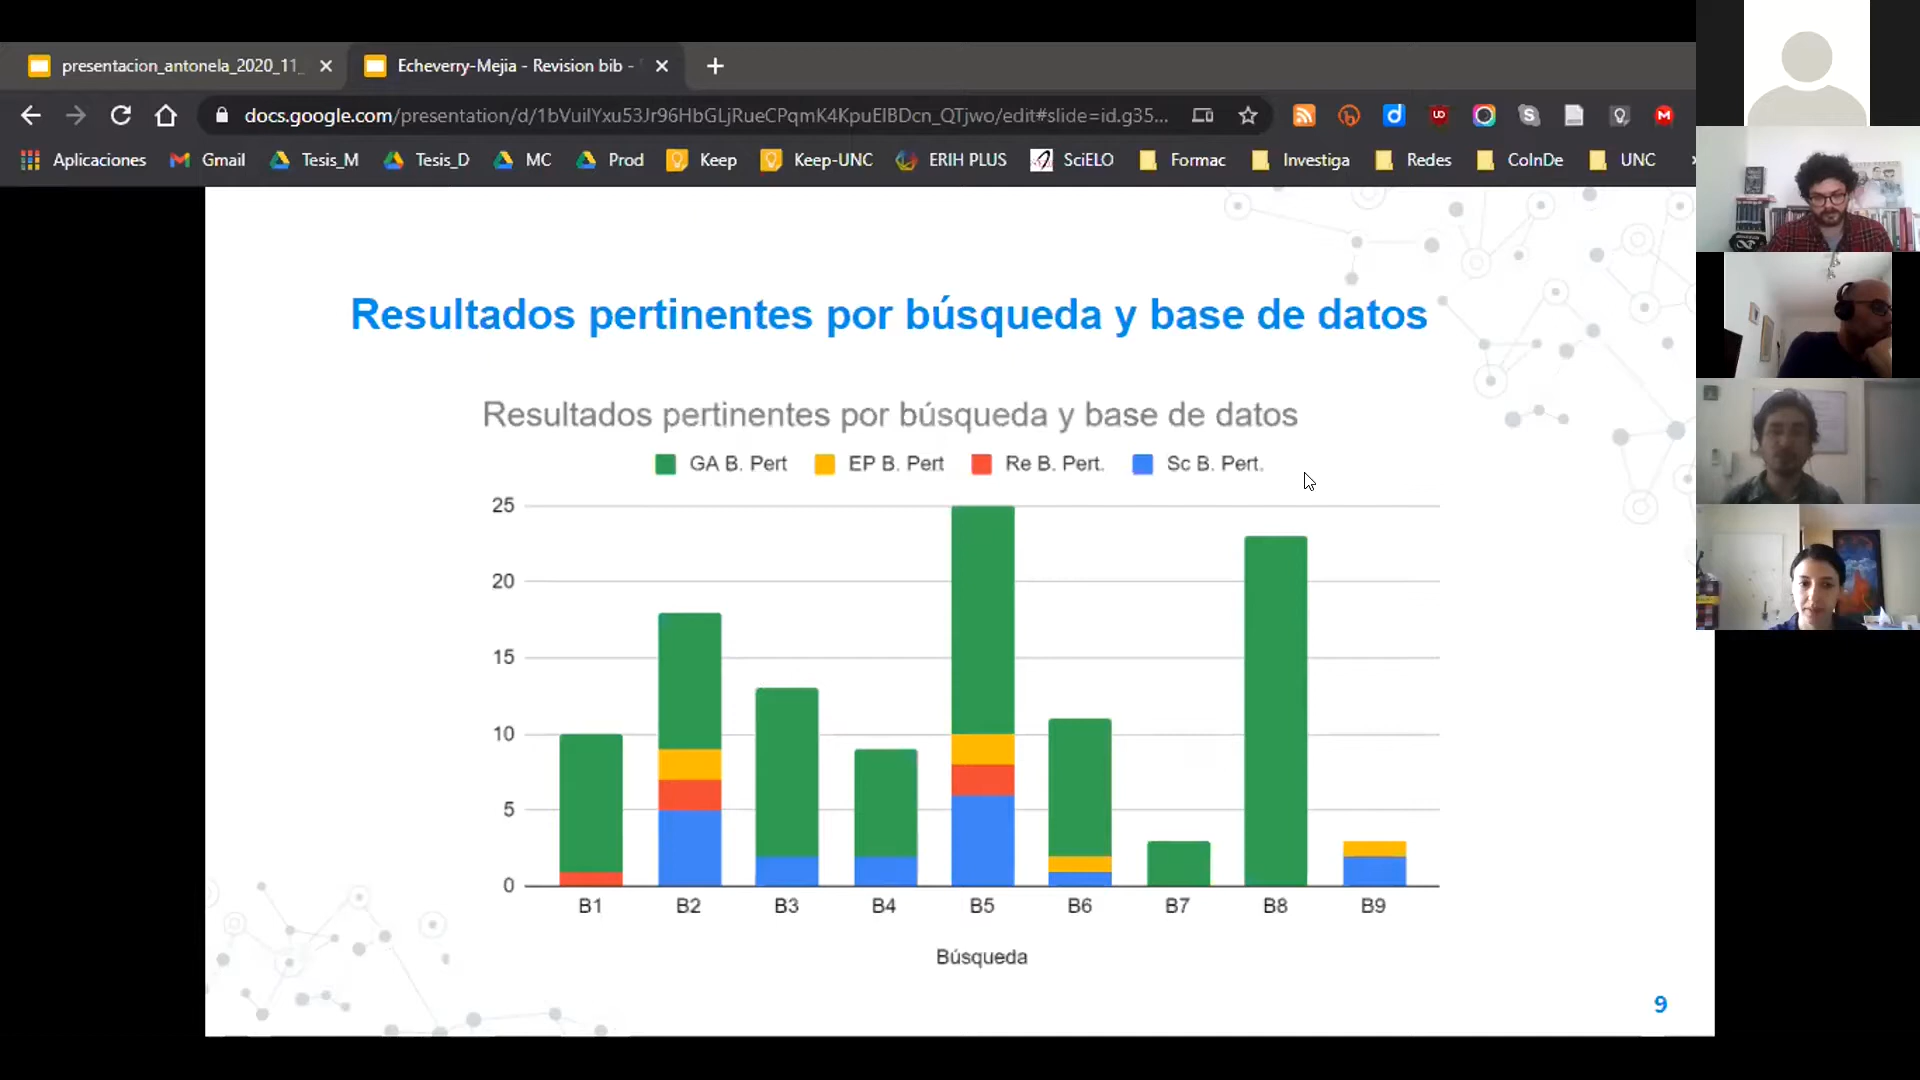 presentacion_antonela_2020_11_
Echeverry-Mejia - Revision bib -
docs.google.com/presentation/d/1bVuilYxu53Jr96HbGLjRueCPqmK4KpuElBDcn_QTjwo/edit#slide=id.g35...
Aplicaciones Gmail Tesis_M Tesis_D MC Prod Keep Keep-UNC ERIH PLUS SciELO Formac Investiga Redes CoInDe UNC
Resultados pertinentes por búsqueda y base de datos
Resultados pertinentes por búsqueda y base de datos
GA B. Pert EP B. Pert Re B. Pert. Sc B. Pert.
25
20
15
10
5
0
B1 B2 B3 B4 B5 B6 B7 B8 B9
Búsqueda
9